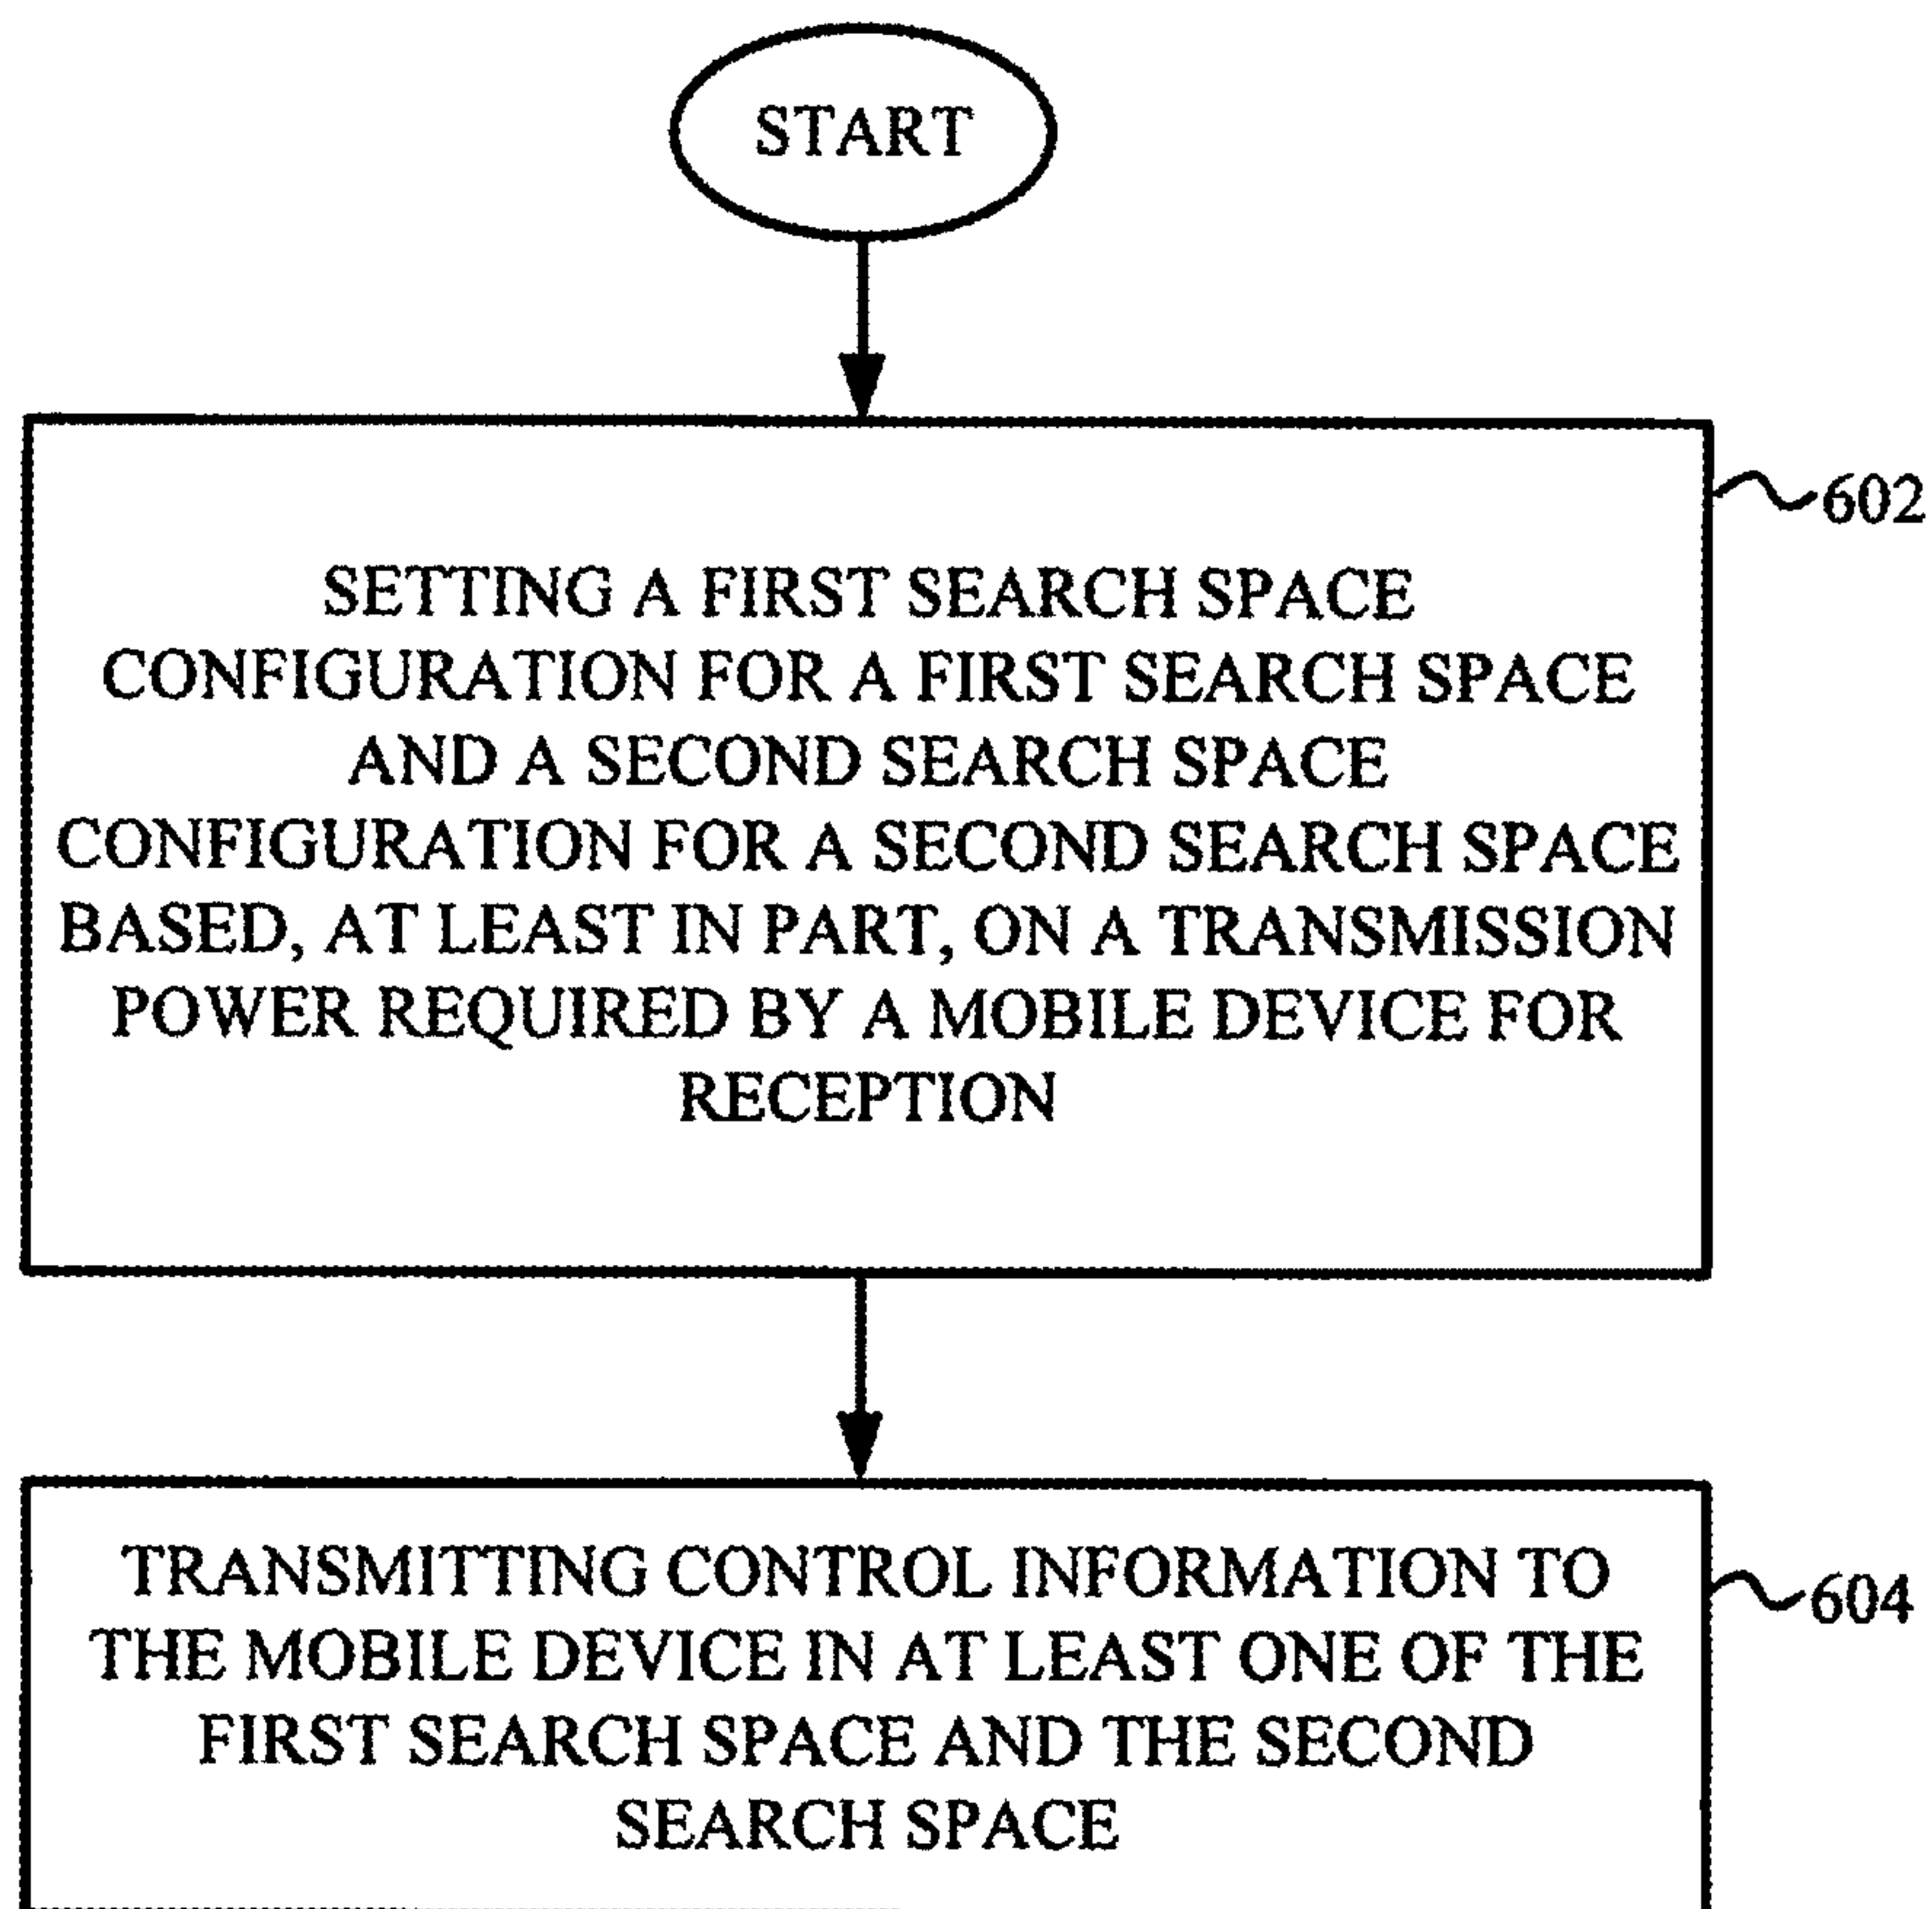 START
602
SETTING A FIRST SEARCH SPACE
CONFIGURATION FOR A FIRST SEARCH SPACE
AND A SECOND SEARCH SPACE
CONFIGURATION FOR A SECOND SEARCH SPACE
BASED, AT LEAST IN PART, ON A TRANSMISSION
POWER REQUIRED BY A MOBILE DEVICE FOR
RECEPTION
TRANSMITTING CONTROL INFORMATION TO
604
THE MOBILE DEVICE IN AT LEAST ONE OF THE
FIRST SEARCH SPACE AND THE SECOND
SEARCH SPACE